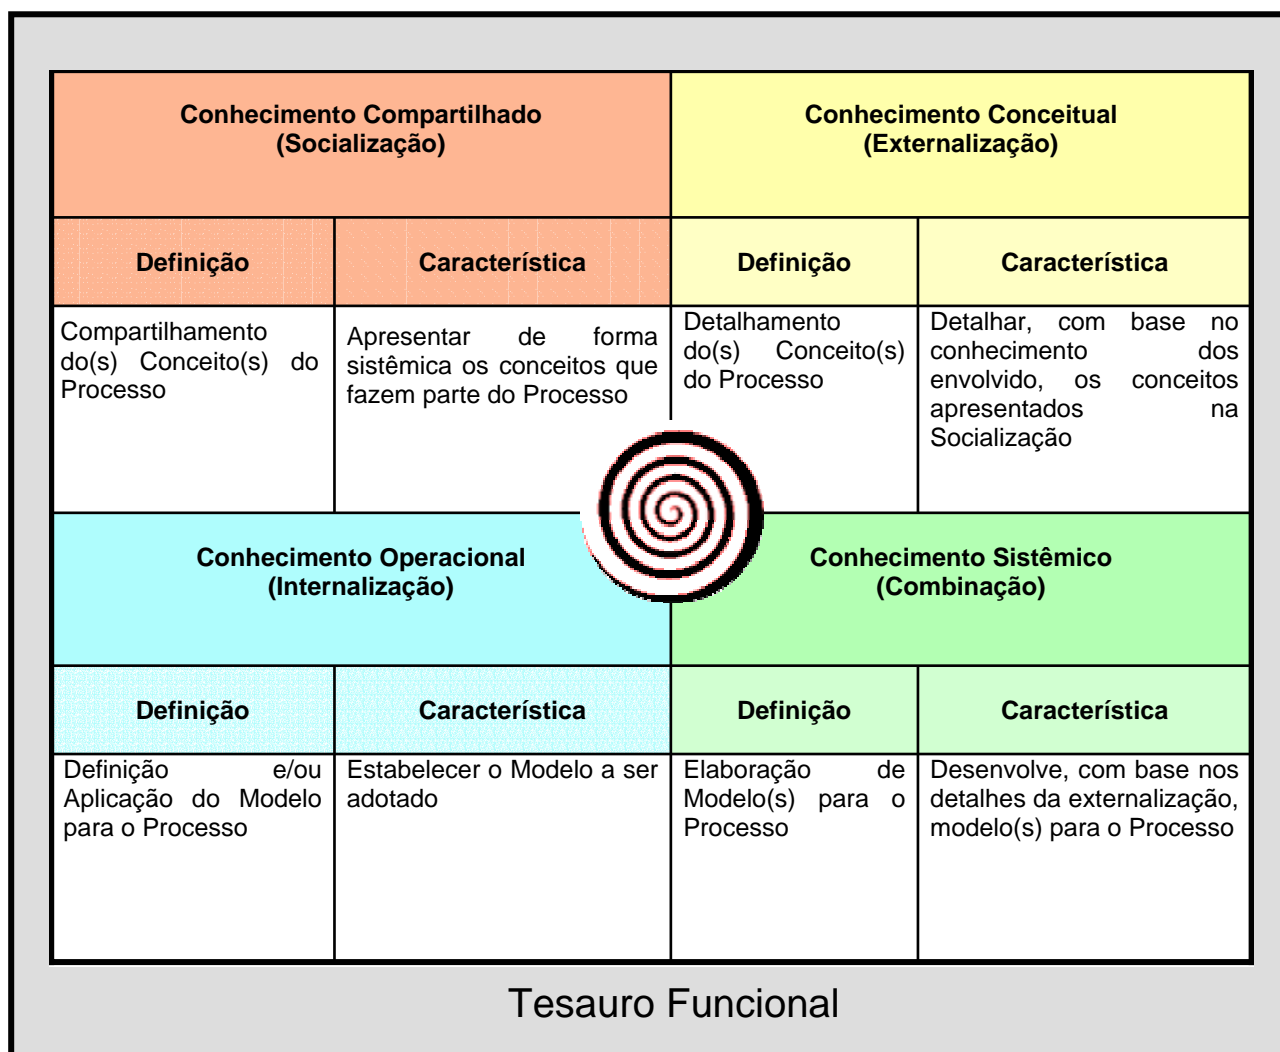 Conhecimento Compartilhado
(Socialização)
Conhecimento Conceitual
(Externalização)
Definição
Característica
Definição
Característica
Compartilhamento
do(s) Conceito(s) do
Processo
Apresentar de forma
sistêmica os conceitos que
fazem parte do Processo
Detalhamento
do(s) Conceito(s)
do Processo
Detalhar, com base no
conhecimento dos
envolvido, os conceitos
apresentados na
Socialização
Conhecimento Operacional
(Internalização)
Conhecimento Sistêmico
(Combinação)
Definição
Característica
Definição
Característica
Definição e/ou
Aplicação do Modelo
para o Processo
Estabelecer o Modelo a ser
adotado
Elaboração de
Modelo(s) para o
Processo
Desenvolve, com base nos
detalhes da externalização,
modelo(s) para o Processo
Tesauro Funcional